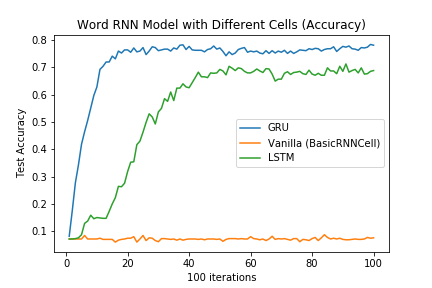 Word RNN Model with Different Cells (Accuracy)
0.8
0.7
0.6
0.5
0.4
0.3
0.2
0.1
Test Accuracy
GRU
Vanilla (BasicRNNCell)
LSTM
0 20 40 60 80 100
100 iterations